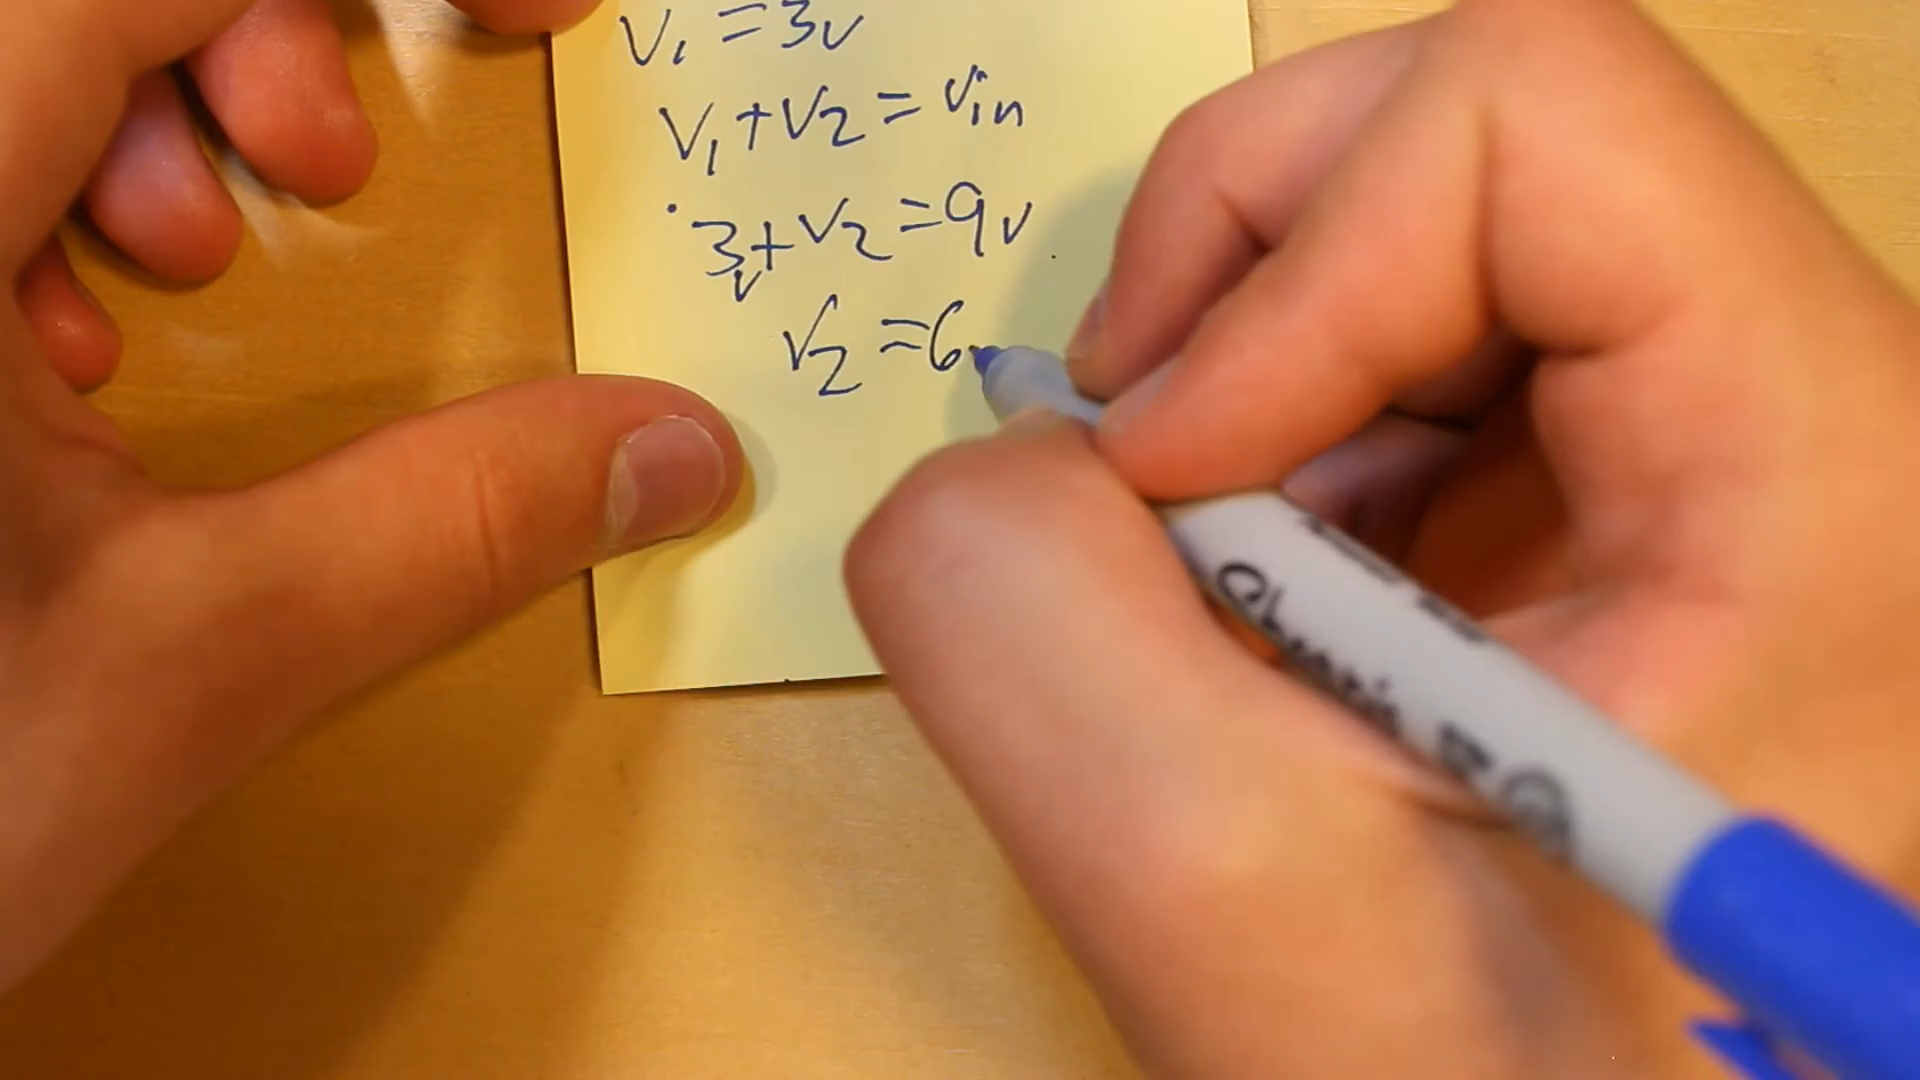 V1 = 3v
V1 + V2 = Vin
3v + V2 = 9v
V2 = 6